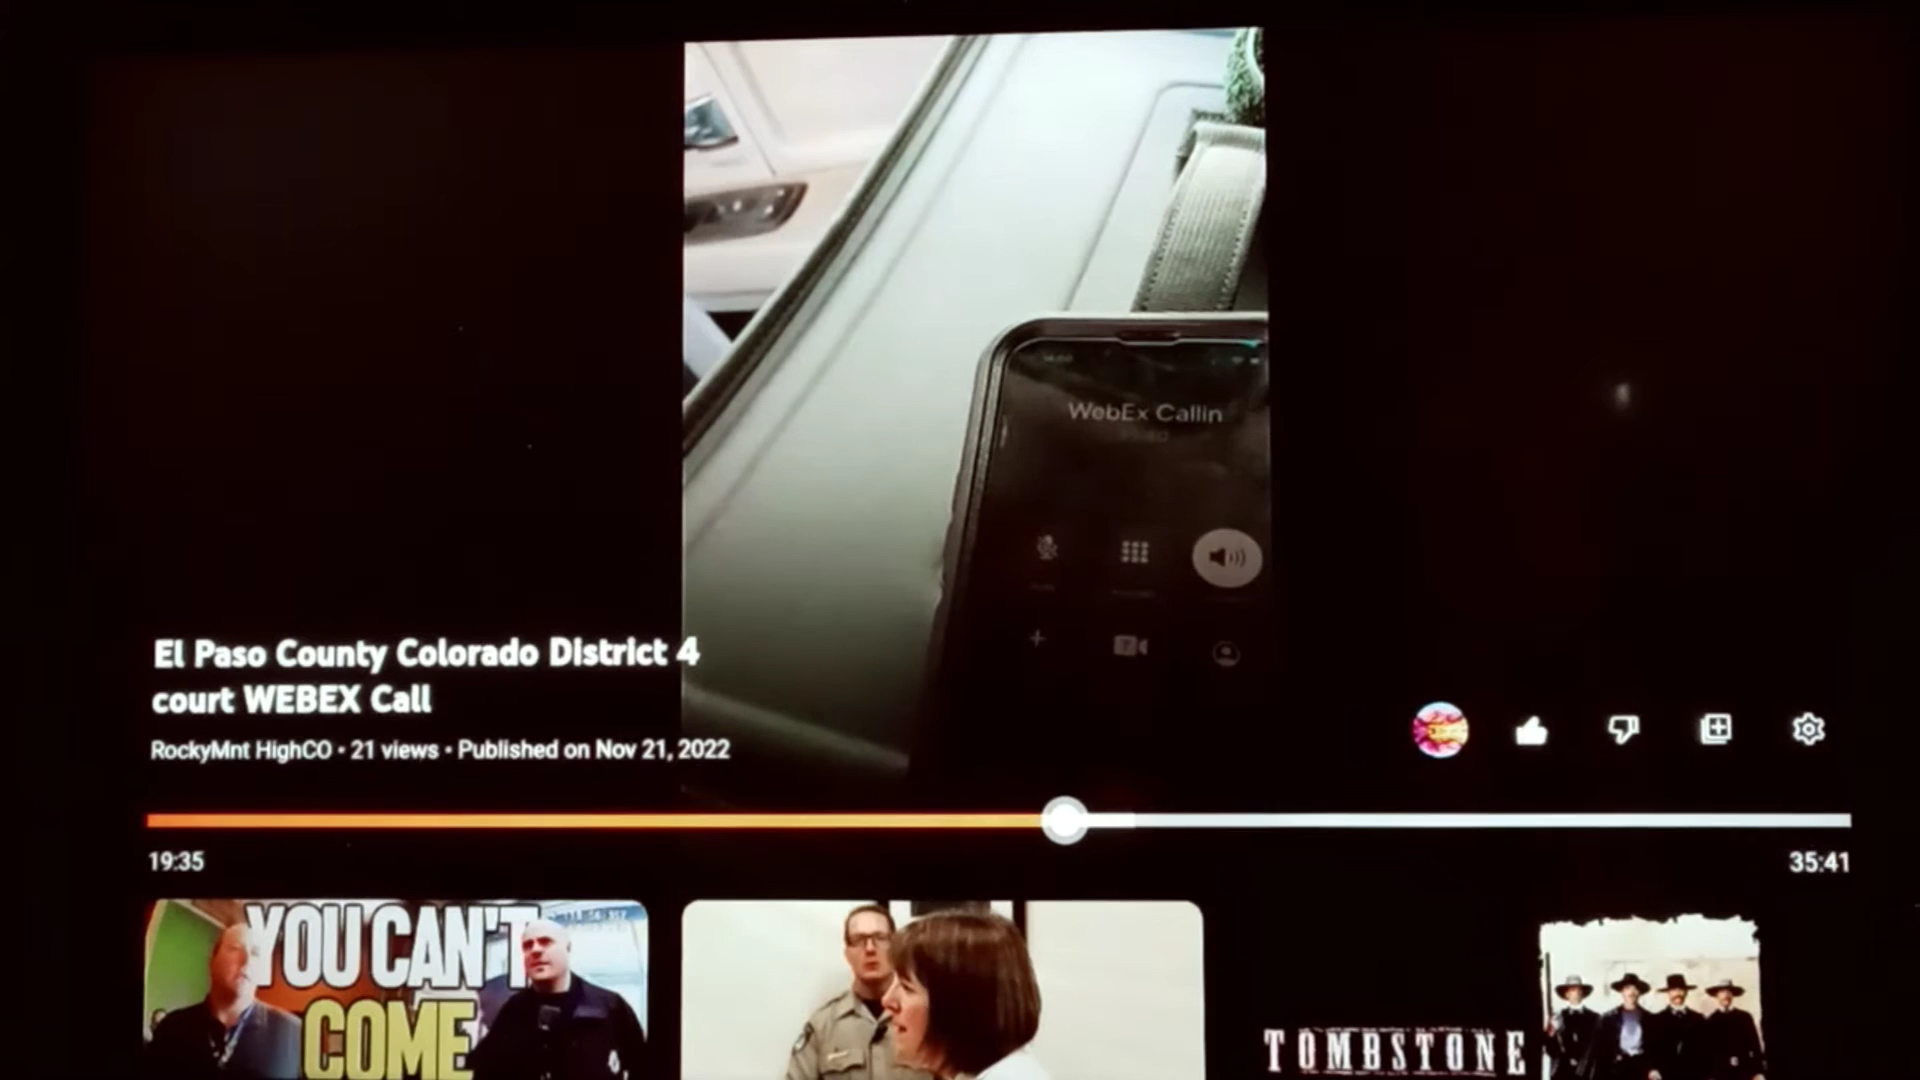 WebEx Callin
El Paso County Colorado District 4
court WEBEX Call
RockyMnt HighCO • 21 views • Published on Nov 21, 2022
19:35
35:41
YOU CAN'T
COME
TOMBSTONE